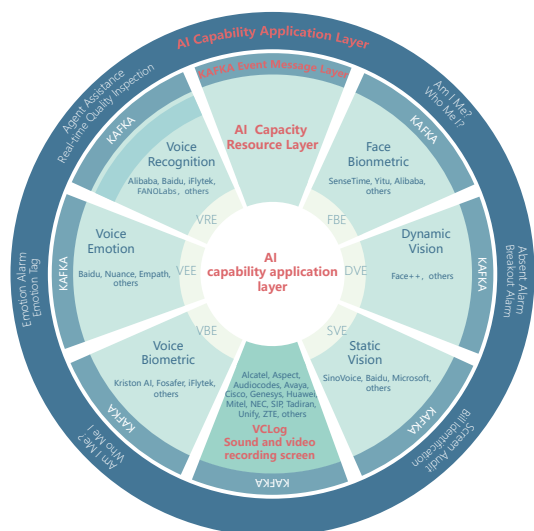 AI Capability Application Layer
KAFKA Event Message Layer
AI Capacity
Resource Layer
Am I Me?
Who Me I?
KAFKA
Face
Bionmetric
SenseTime, Yitu, Alibaba,
others
FBE
Absent Alarm
Breakout Alarm
KAFKA
Dynamic
Vision
Face++, others
DVE
Screen Audit
Bill Identification
KAFKA
Static
Vision
SinoVoice, Baidu, Microsoft,
others
SVE
Alcatel, Aspect,
Audiocodes, Avaya,
Cisco, Genesys, Huawei,
Mitel, NEC, SIP, Tadiran,
Unify, ZTE, others
VCLog
Sound and video
recording screen
KAFKA
Am I Me?
Who Me I
KAFKA
Voice
Biometric
Kriston AI, Fosafer, iFlytek,
others
VBE
Emotion Alarm
Emotion Tag
KAFKA
Voice
Emotion
Baidu, Nuance, Empath,
others
VEE
Agent Assistance
Real-time Quality Inspection
KAFKA
Voice
Recognition
Alibaba, Baidu, iFlytek,
FANOLabs, others
VRE
AI
capability application
layer